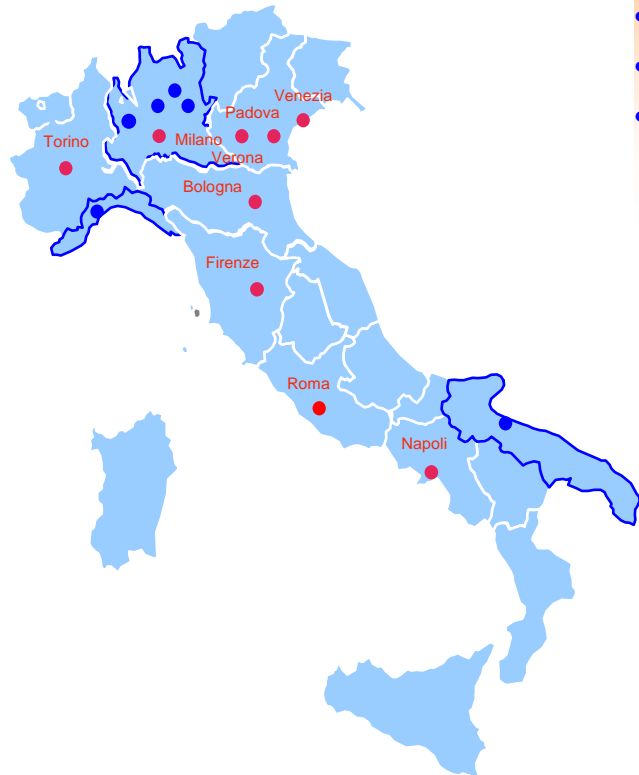 Venezia
Padova
Torino
Milano
Verona
Bologna
Firenze
Roma
Napoli